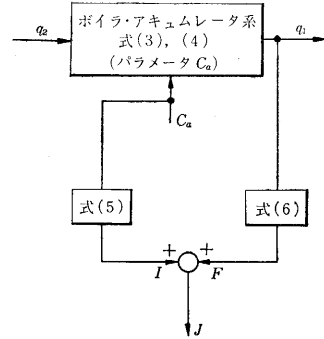 ボイラ・アキュムレータ系
式(3), (4)
(パラメータ Ca)
q2
q1
Ca
式(5)
式(6)
+
+
I
F
J